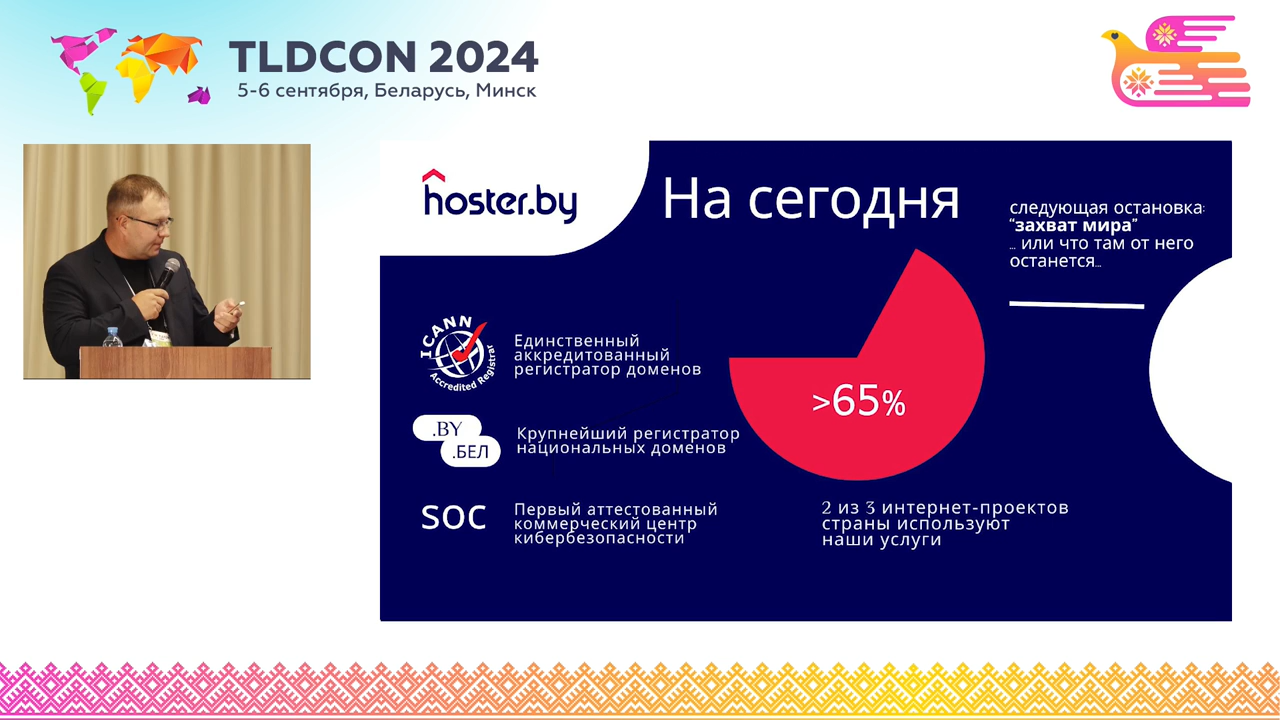 TLDCON 2024
5-6 сентября, Беларусь, Минск
hoster.by
На сегодня
следующая остановка:
“захват мира”
... или что там от него
останется...
ICANN
Accredited Registrar
Единственный
аккредитованный
регистратор доменов
>65%
.BY
.БЕЛ
Крупнейший регистратор
национальных доменов
SOC
Первый аттестованный
коммерческий центр
кибербезопасности
2 из 3 интернет-проектов
страны используют
наши услуги